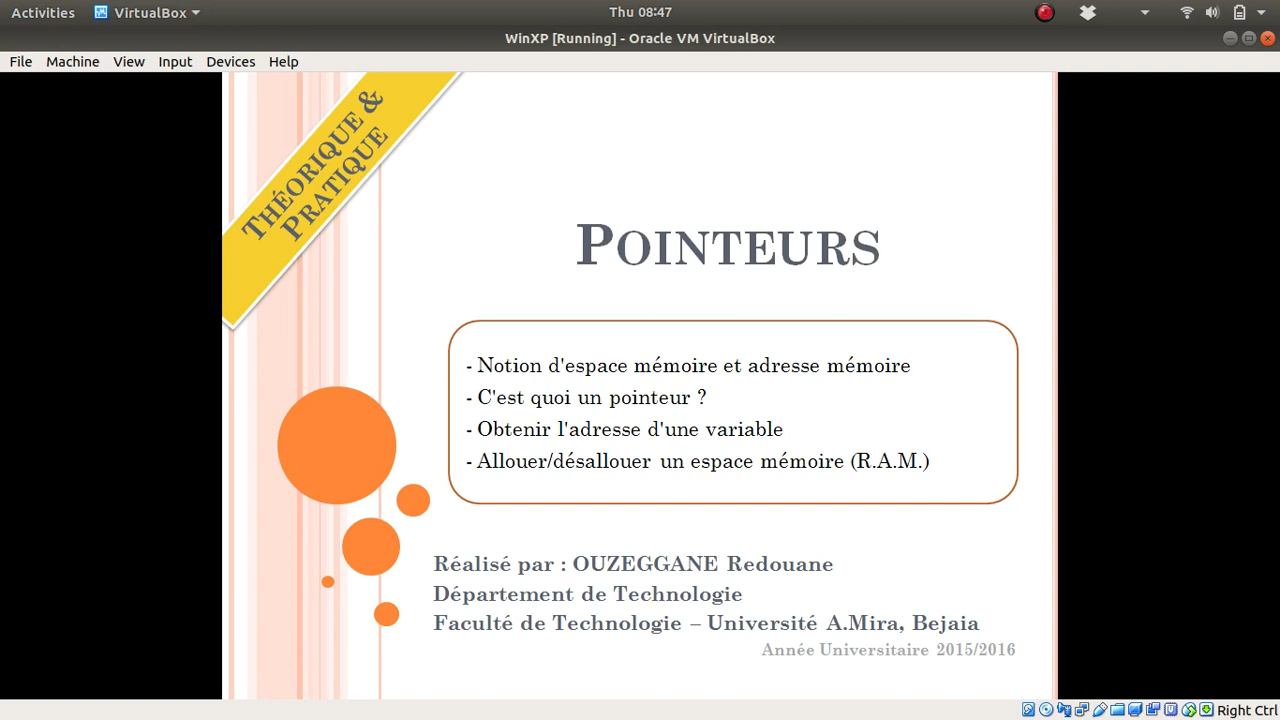 Activities VirtualBox Thu 08:47
WinXP [Running] - Oracle VM VirtualBox
File Machine View Input Devices Help
THÉORIQUE &
PRATIQUE
POINTEURS
- Notion d'espace mémoire et adresse mémoire
- C'est quoi un pointeur ?
- Obtenir l'adresse d'une variable
- Allouer/désallouer un espace mémoire (R.A.M.)
Réalisé par : OUZEGGANE Redouane
Département de Technologie
Faculté de Technologie – Université A.Mira, Bejaia
Année Universitaire 2015/2016
Right Ctrl